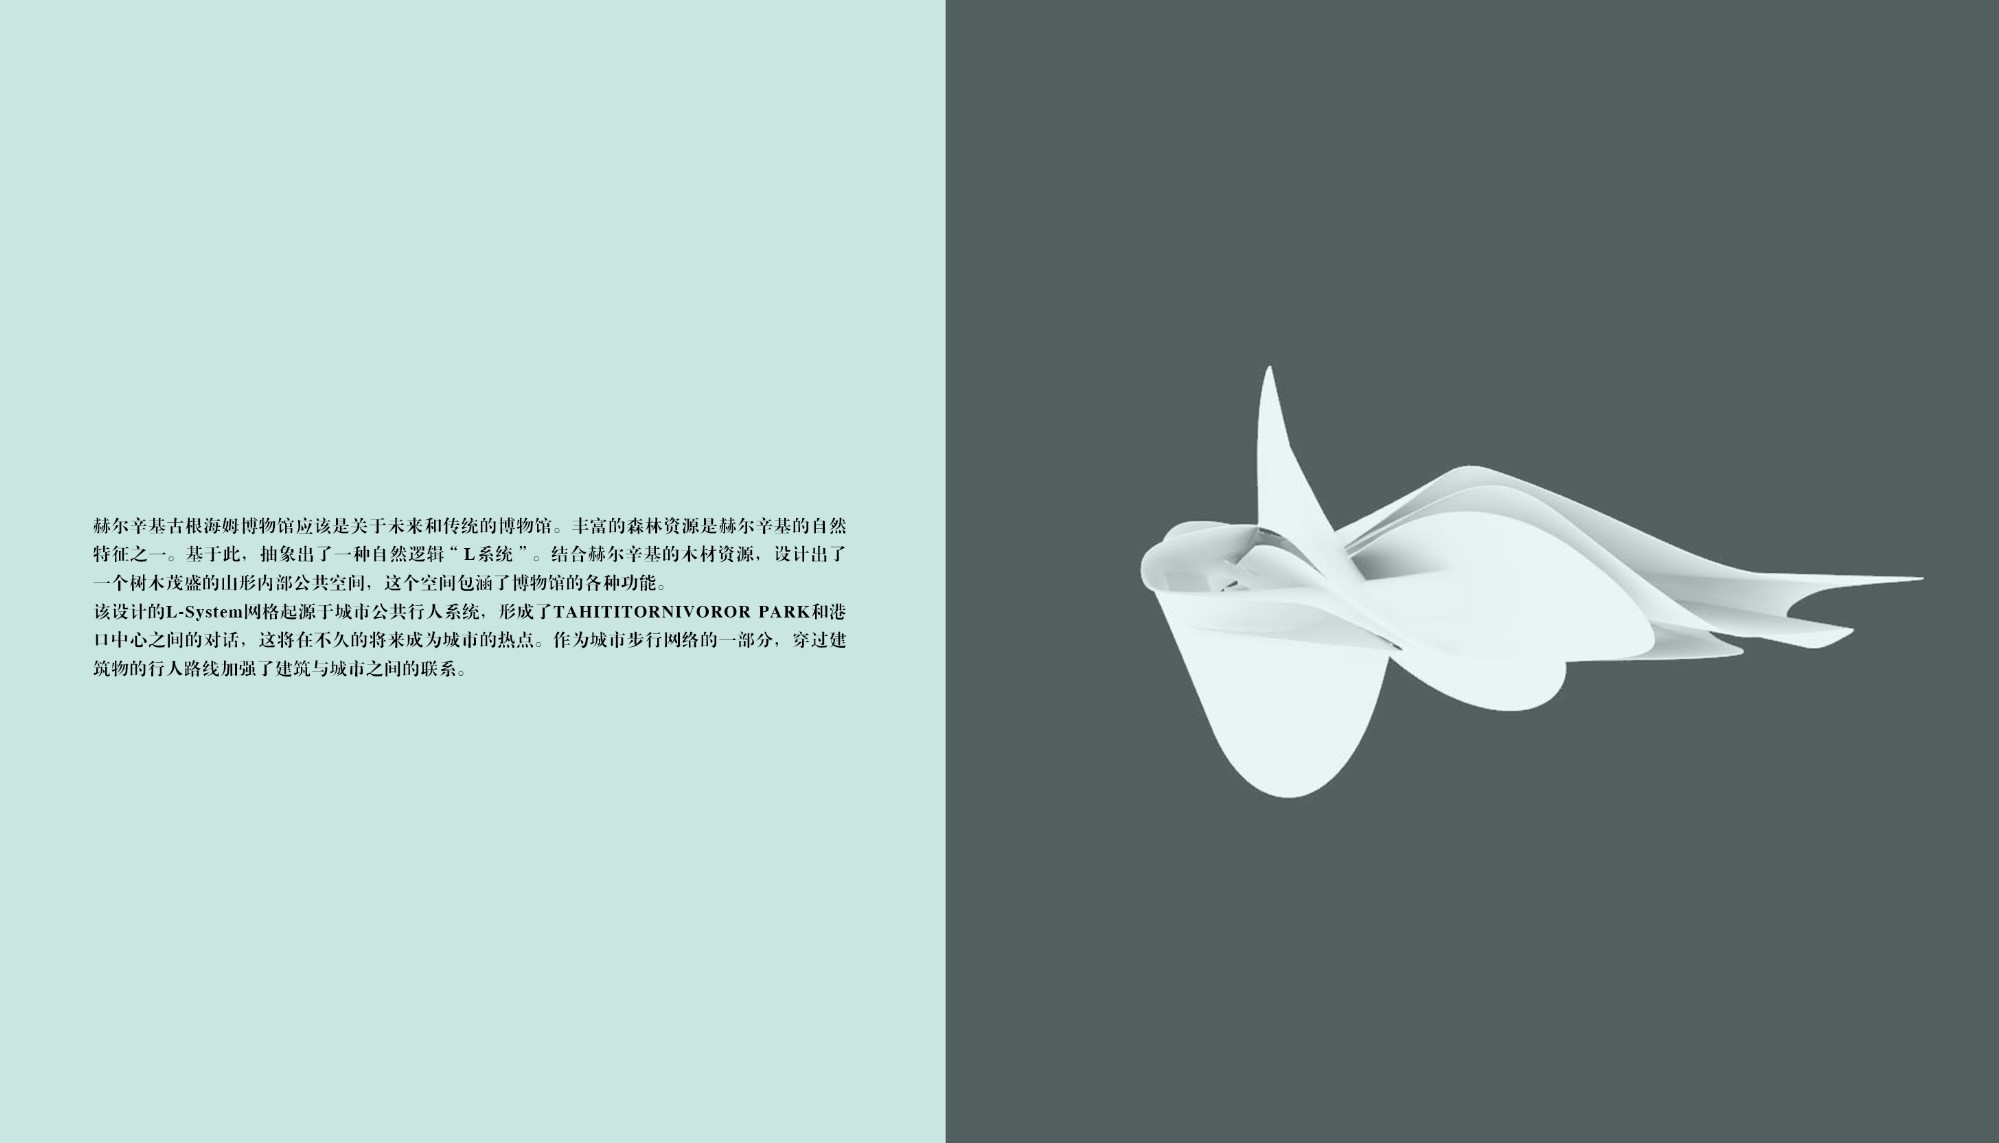 赫尔辛基古根海姆博物馆应该是关于未来和传统的博物馆。丰富的森林资源是赫尔辛基的自然
特征之一。基于此，抽象出了一种自然逻辑“L系统”。结合赫尔辛基的木材资源，设计出了
一个树木茂盛的山形内部公共空间，这个空间包涵了博物馆的各种功能。
该设计的L-System网格起源于城市公共行人系统，形成了TAHITITORNIVOROR PARK和港
口中心之间的对话，这将在不久的将来成为城市的热点。作为城市步行网络的一部分，穿过建
筑物的行人路线加强了建筑与城市之间的联系。